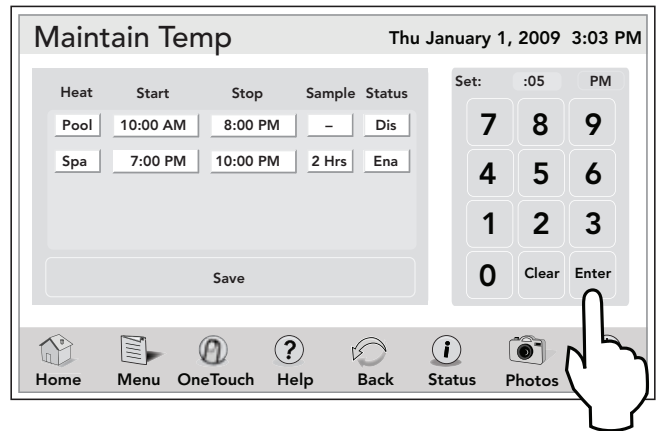 Maintain Temp Thu January 1, 2009 3:03 PM
Heat Start Stop Sample Status
Pool 10:00 AM 8:00 PM – Dis
Spa 7:00 PM 10:00 PM 2 Hrs Ena
Save
Set: :05 PM
7 8 9
4 5 6
1 2 3
0 Clear Enter
Home Menu OneTouch Help Back Status Photos